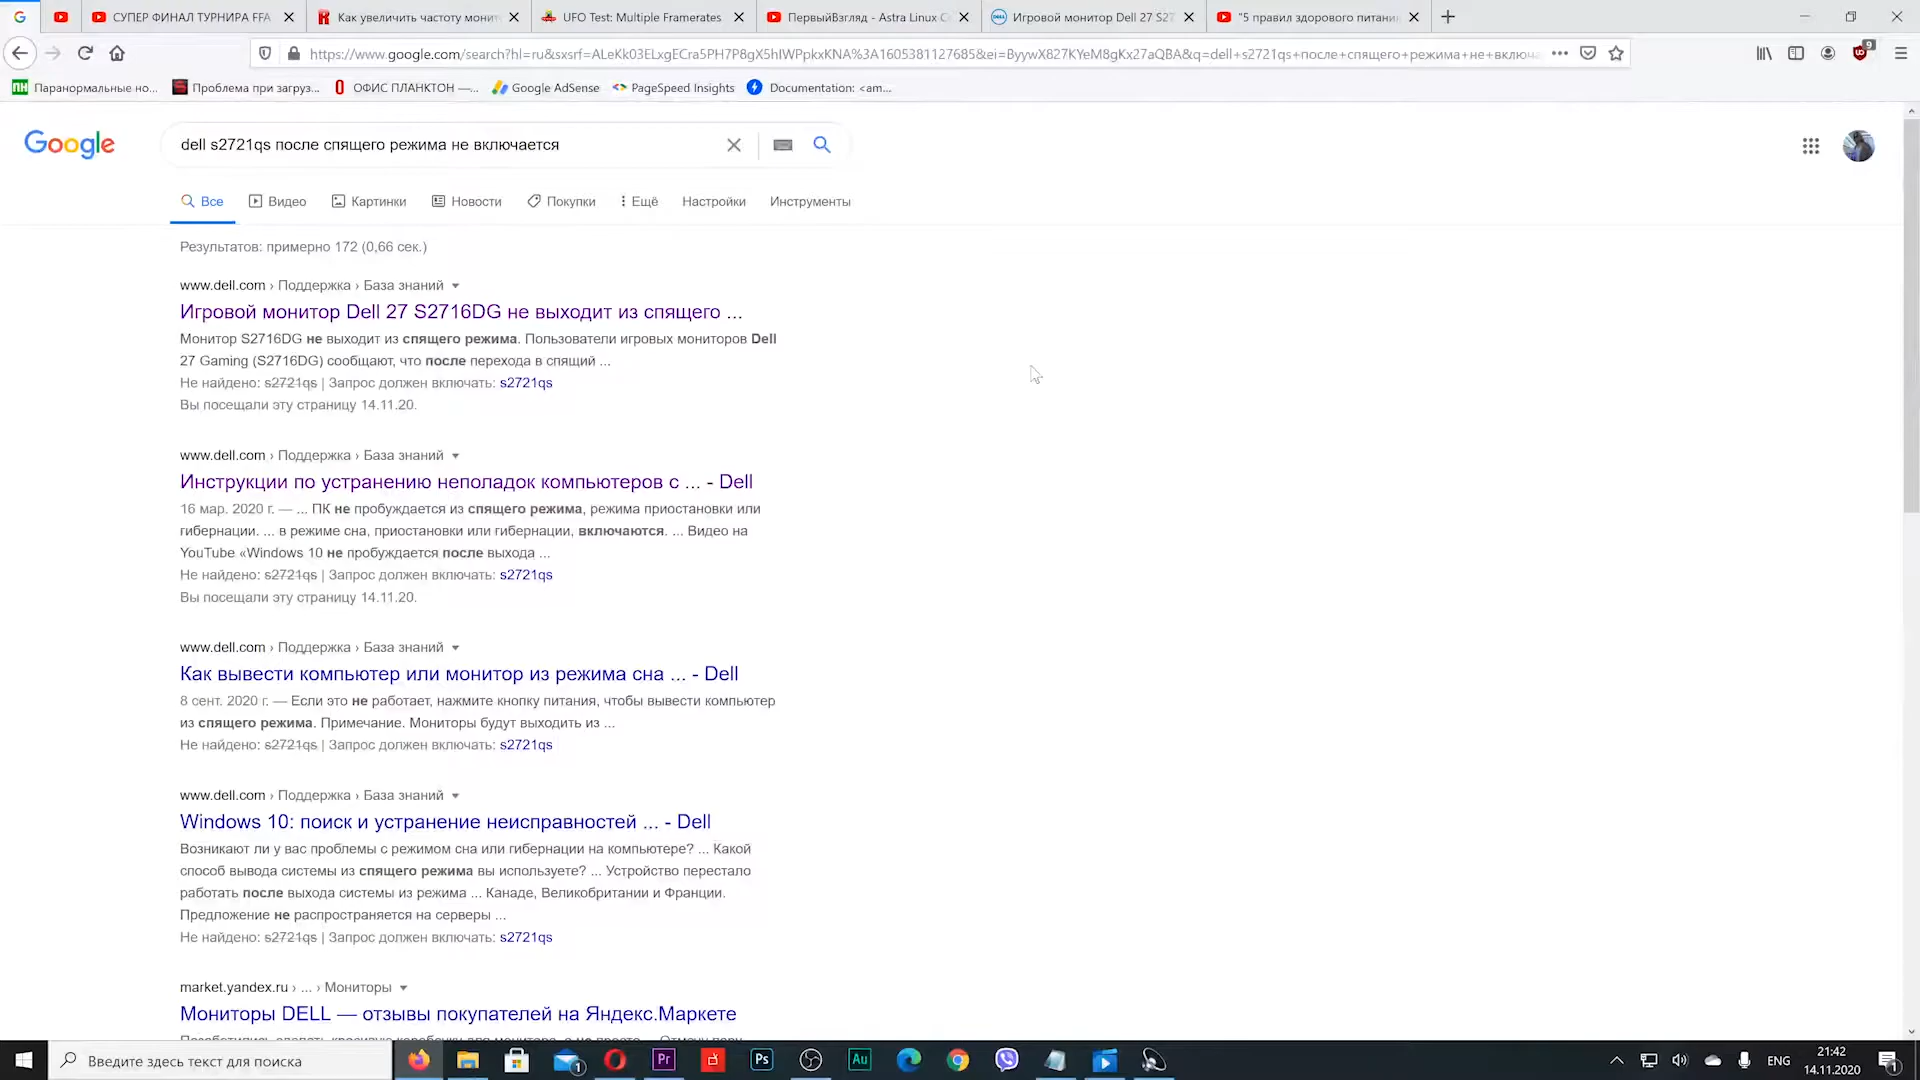 СУПЕР ФИНАЛ ТУРНИРА FFA
Как увеличить частоту мони
UFO Test: Multiple Framerates
ПервыйВзгляд - Astra Linux C
Игровой монитор Dell 27 S27
"5 правил здорового питани
https://www.google.com/search?hl=ru&sxsrf=ALeKk03ELxgECra5PH7P8gX5hIWPpkxKNA%3A1605381127685&ei=ByywX827KYeM8gKx27aQBA&q=dell+s2721qs+после+спящего+режима+не+включа
9
Паранормальные но...
Проблема при загруз...
ОФИС ПЛАНКТОН —...
Google AdSense
PageSpeed Insights
Documentation: <am...
Google
dell s2721qs после спящего режима не включается
Все
Видео
Картинки
Новости
Покупки
Ещё
Настройки
Инструменты
Результатов: примерно 172 (0,66 сек.)
www.dell.com › Поддержка › База знаний
Игровой монитор Dell 27 S2716DG не выходит из спящего ...
Монитор S2716DG не выходит из спящего режима. Пользователи игровых мониторов Dell
27 Gaming (S2716DG) сообщают, что после перехода в спящий ...
Не найдено: s2721qs | Запрос должен включать: s2721qs
Вы посещали эту страницу 14.11.20.
www.dell.com › Поддержка › База знаний
Инструкции по устранению неполадок компьютеров с ... - Dell
16 мар. 2020 г. — ... ПК не пробуждается из спящего режима, режима приостановки или
гибернации. ... в режиме сна, приостановки или гибернации, включаются. ... Видео на
YouTube «Windows 10 не пробуждается после выхода ...
Не найдено: s2721qs | Запрос должен включать: s2721qs
Вы посещали эту страницу 14.11.20.
www.dell.com › Поддержка › База знаний
Как вывести компьютер или монитор из режима сна ... - Dell
8 сент. 2020 г. — Если это не работает, нажмите кнопку питания, чтобы вывести компьютер
из спящего режима. Примечание. Мониторы будут выходить из ...
Не найдено: s2721qs | Запрос должен включать: s2721qs
www.dell.com › Поддержка › База знаний
Windows 10: поиск и устранение неисправностей ... - Dell
Возникают ли у вас проблемы с режимом сна или гибернации на компьютере? ... Какой
способ вывода системы из спящего режима вы используете? ... Устройство перестало
работать после выхода системы из режима ... Канаде, Великобритании и Франции.
Предложение не распространяется на серверы ...
Не найдено: s2721qs | Запрос должен включать: s2721qs
market.yandex.ru › ... › Мониторы
Мониторы DELL — отзывы покупателей на Яндекс.Маркете
Введите здесь текст для поиска
1
Pr
Ps
Au
ENG
21:42
14.11.2020
1